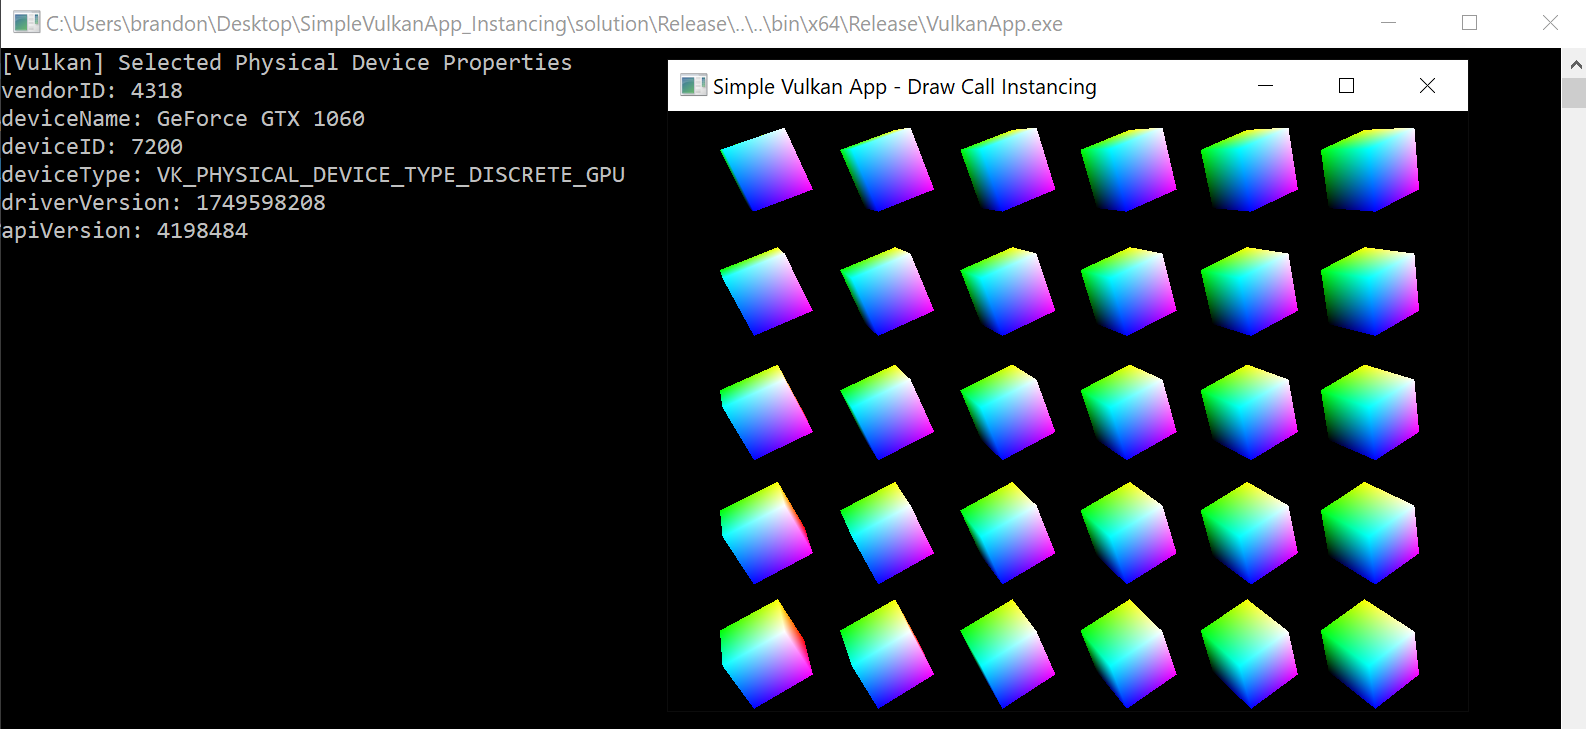 C:\Users\brandon\Desktop\SimpleVulkanApp_Instancing\solution\Release\..\..\bin\x64\Release\VulkanApp.exe
[Vulkan] Selected Physical Device Properties
vendorID: 4318
deviceName: GeForce GTX 1060
deviceID: 7200
deviceType: VK_PHYSICAL_DEVICE_TYPE_DISCRETE_GPU
driverVersion: 1749598208
apiVersion: 4198484
Simple Vulkan App - Draw Call Instancing